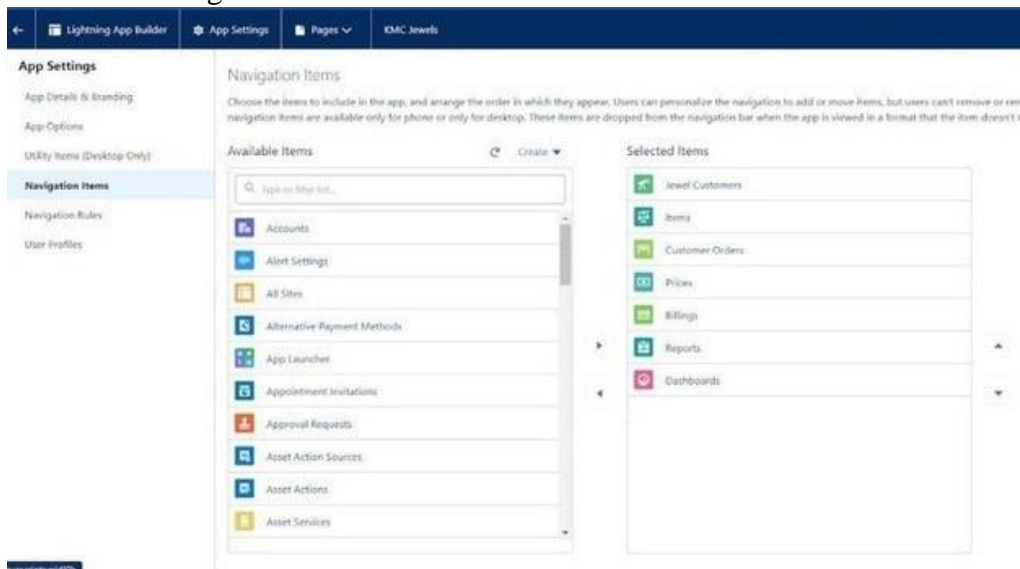 Lightning App Builder
App Settings
Pages
KMC Jewels
App Settings
App Details & Branding
App Options
Utility Items (Desktop Only)
Navigation Items
Navigation Rules
User Profiles
Navigation Items
Choose the items to include in the app, and arrange the order in which they appear. Users can personalize the navigation to add or move items, but users can't remove or
navigation items are available only for phone or only for desktop. These items are dropped from the navigation bar when the app is viewed in a format that the item doesn't
Available Items
Create
Type to filter list...
Accounts
Alert Settings
All Sites
Alternative Payment Methods
App Launcher
Appointment Invitations
Approval Requests
Asset Action Sources
Asset Actions
Asset Services
Selected Items
Jewel Customers
Items
Customer Orders
Prices
Billings
Reports
Dashboards